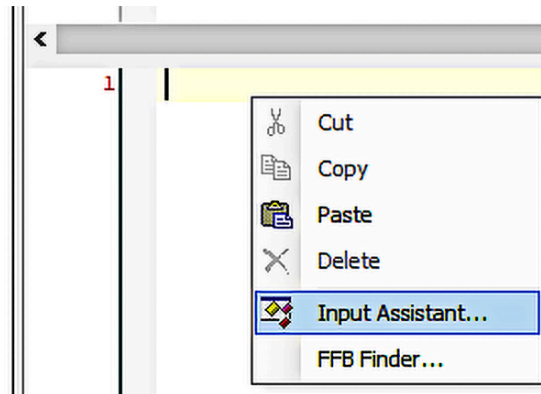 1
Cut
Copy
Paste
Delete
Input Assistant...
FFB Finder...